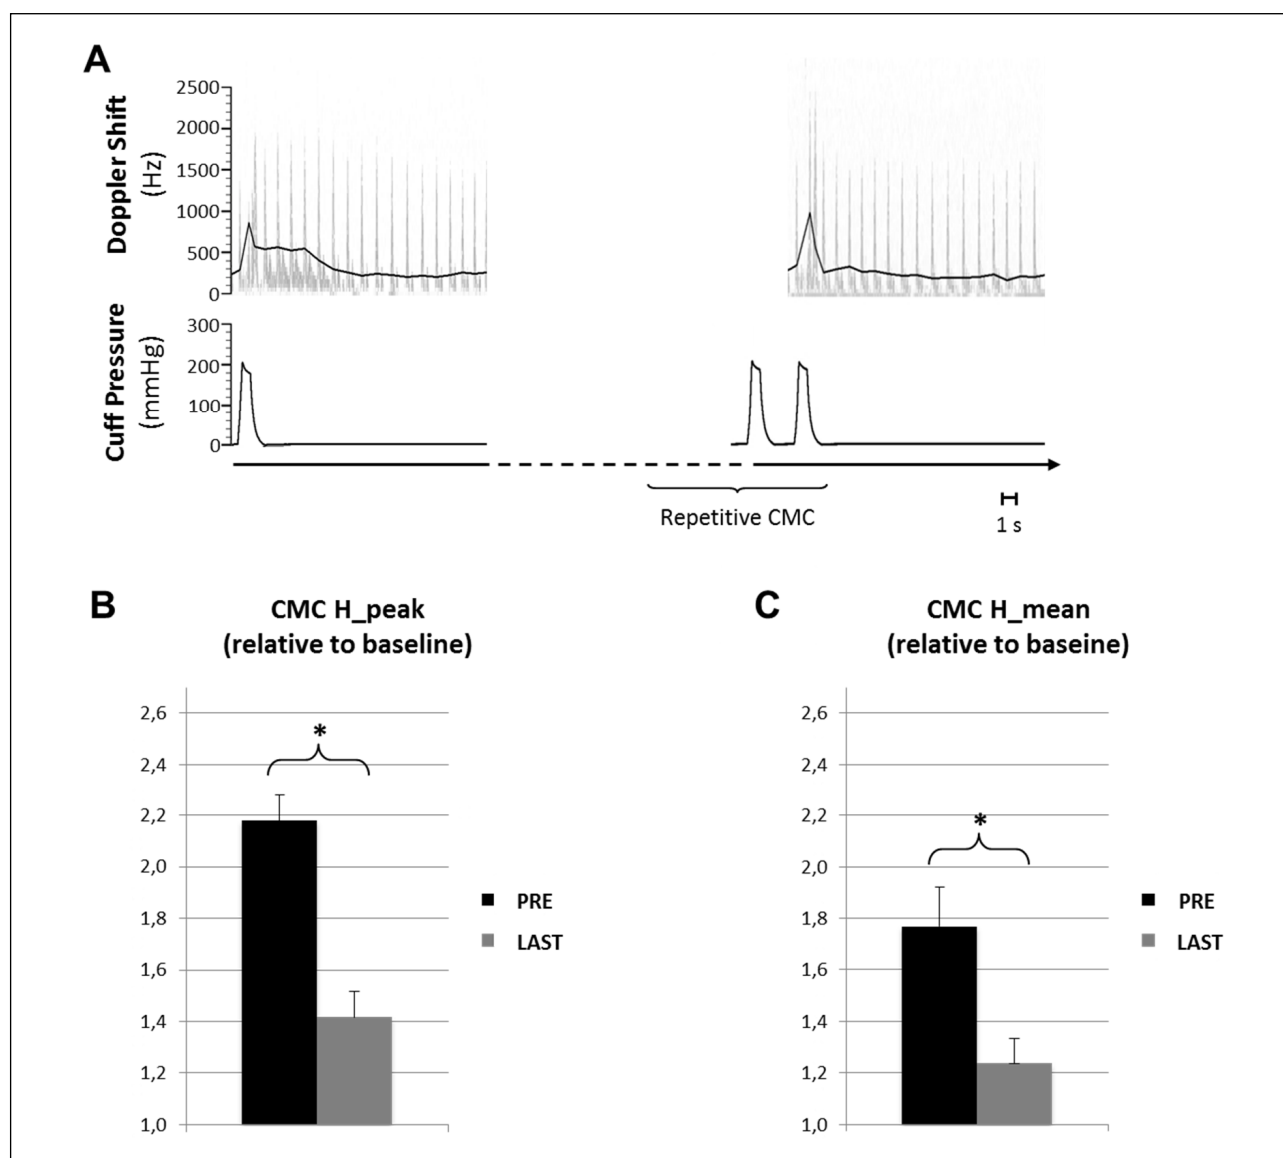 A
Doppler Shift
(Hz)
2500
2000
1500
1000
500
0
Cuff Pressure
(mmHg)
300
200
100
0
Repetitive CMC
1 s
B
CMC H_peak
(relative to baseline)
2,6
2,4
2,2
2,0
1,8
1,6
1,4
1,2
1,0
*
PRE
LAST
C
CMC H_mean
(relative to baseine)
2,6
2,4
2,2
2,0
1,8
1,6
1,4
1,2
1,0
*
PRE
LAST